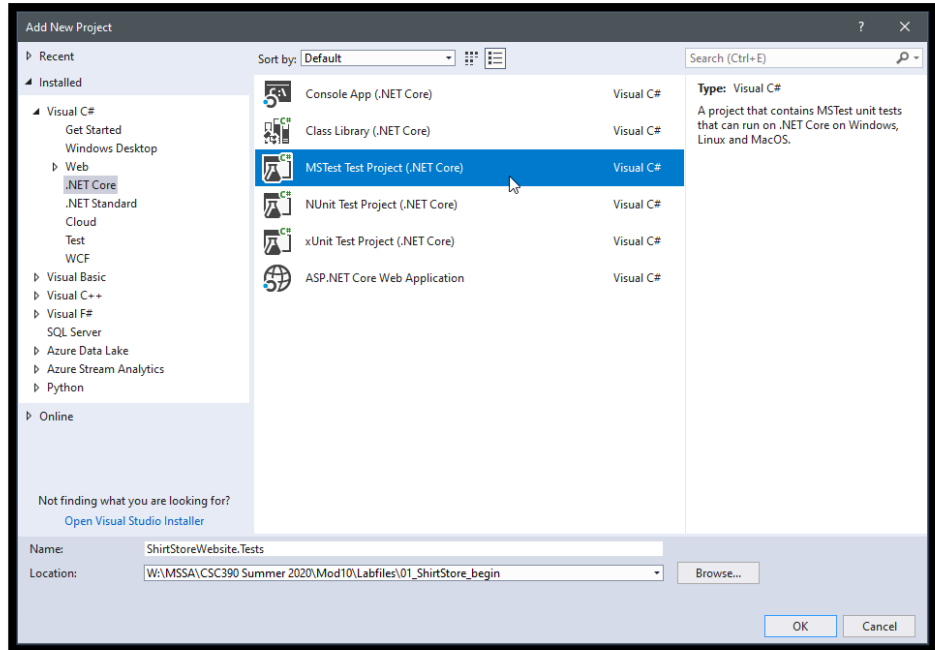 Add New Project
?
Recent
Installed
Visual C#
Get Started
Windows Desktop
Web
.NET Core
.NET Standard
Cloud
Test
WCF
Visual Basic
Visual C++
Visual F#
SQL Server
Azure Data Lake
Azure Stream Analytics
Python
Online
Not finding what you are looking for?
Open Visual Studio Installer
Sort by: Default
Console App (.NET Core) Visual C#
Class Library (.NET Core) Visual C#
MSTest Test Project (.NET Core) Visual C#
NUnit Test Project (.NET Core) Visual C#
xUnit Test Project (.NET Core) Visual C#
ASP.NET Core Web Application Visual C#
Search (Ctrl+E)
Type: Visual C#
A project that contains MSTest unit tests
that can run on .NET Core on Windows,
Linux and MacOS.
Name: ShirtStoreWebsite.Tests
Location: W:\MSSA\CSC390 Summer 2020\Mod10\Labfiles\01_ShirtStore_begin
Browse...
OK Cancel